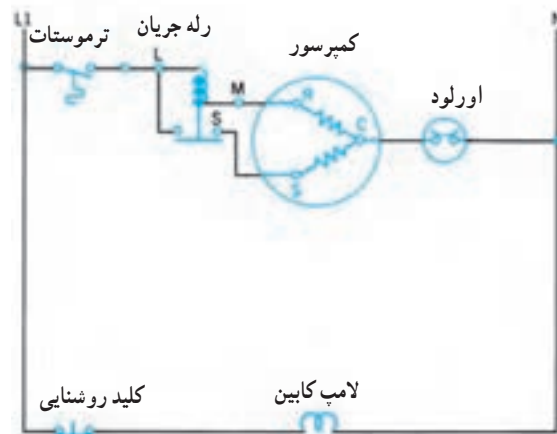 L1
N
ترموستات
رله جریان
کمپرسور
اورلود
L
M
S
R
C
S
کلید روشنایی
لامپ کابین